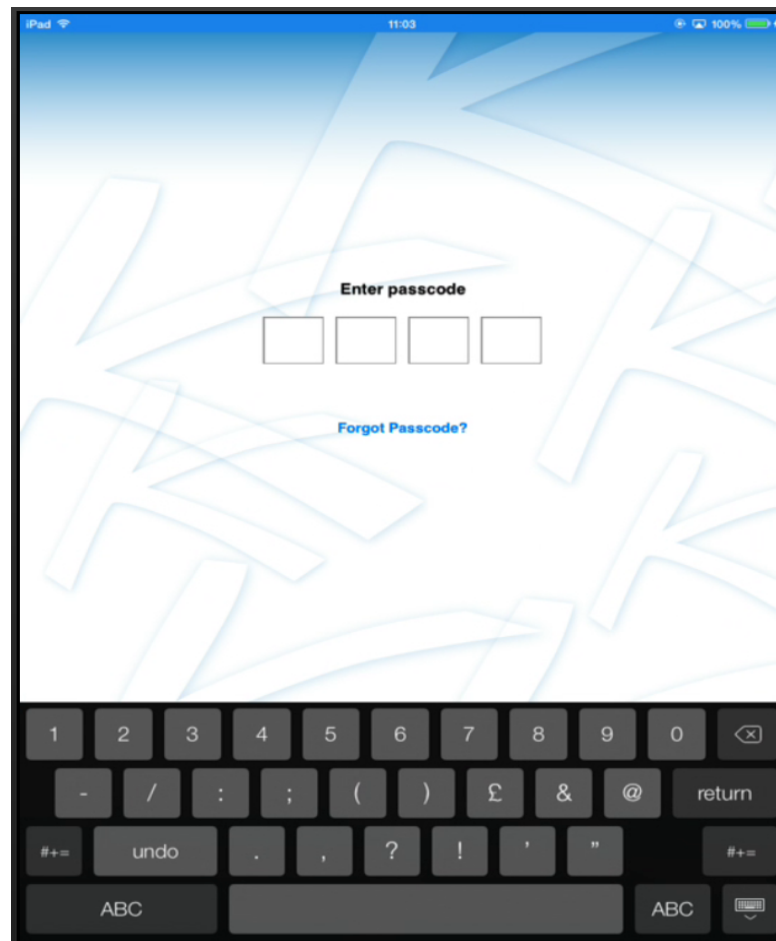 iPad 11:03 100%
Enter passcode
Forgot Passcode?
1 2 3 4 5 6 7 8 9 0
- / : ; ( ) £ & @ return
#+= undo . , ? ! ' " #+=
ABC ABC